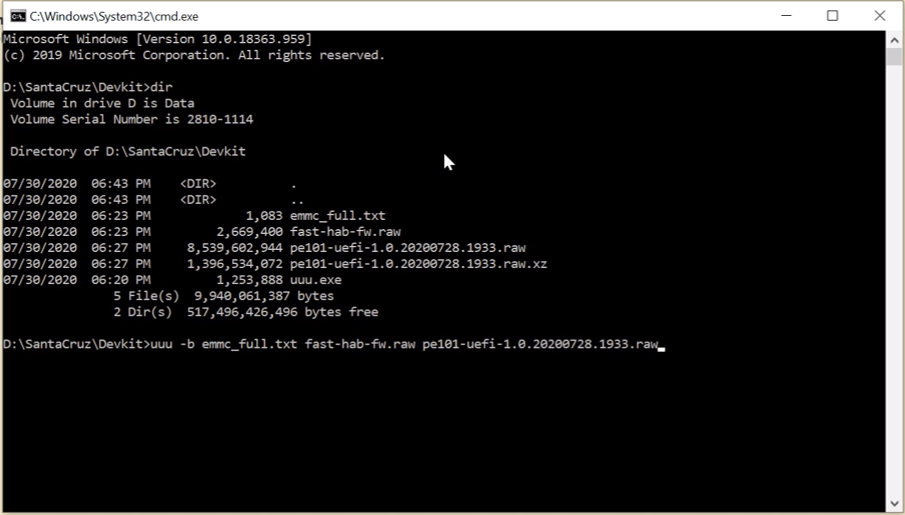 C:\Windows\System32\cmd.exe
Microsoft Windows [Version 10.0.18363.959]
(c) 2019 Microsoft Corporation. All rights reserved.
D:\SantaCruz\Devkit>dir
Volume in drive D is Data
Volume Serial Number is 2810-1114
Directory of D:\SantaCruz\Devkit
07/30/2020 06:43 PM <DIR> .
07/30/2020 06:43 PM <DIR> ..
07/30/2020 06:23 PM 1,083 emmc_full.txt
07/30/2020 06:23 PM 2,669,400 fast-hab-fw.raw
07/30/2020 06:27 PM 8,539,602,944 pe101-uefi-1.0.20200728.1933.raw
07/30/2020 06:27 PM 1,396,534,072 pe101-uefi-1.0.20200728.1933.raw.xz
07/30/2020 06:20 PM 1,253,888 uuu.exe
5 File(s) 9,940,061,387 bytes
2 Dir(s) 517,496,426,496 bytes free
D:\SantaCruz\Devkit>uuu -b emmc_full.txt fast-hab-fw.raw pe101-uefi-1.0.20200728.1933.raw